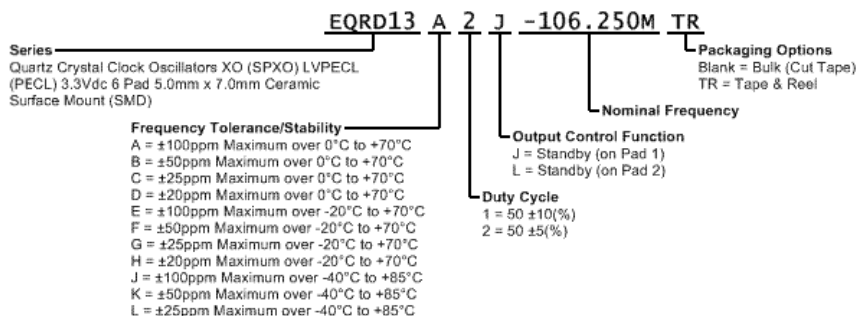 EQRD13 A 2 J -106.250M TR
Series
Quartz Crystal Clock Oscillators XO (SPXO) LVPECL
(PECL) 3.3Vdc 6 Pad 5.0mm x 7.0mm Ceramic
Surface Mount (SMD)
Packaging Options
Blank = Bulk (Cut Tape)
TR = Tape & Reel
Nominal Frequency
Frequency Tolerance/Stability
A = ±100ppm Maximum over 0°C to +70°C
B = ±50ppm Maximum over 0°C to +70°C
C = ±25ppm Maximum over 0°C to +70°C
D = ±20ppm Maximum over 0°C to +70°C
E = ±100ppm Maximum over -20°C to +70°C
F = ±50ppm Maximum over -20°C to +70°C
G = ±25ppm Maximum over -20°C to +70°C
H = ±20ppm Maximum over -20°C to +70°C
J = ±100ppm Maximum over -40°C to +85°C
K = ±50ppm Maximum over -40°C to +85°C
L = ±25ppm Maximum over -40°C to +85°C
Output Control Function
J = Standby (on Pad 1)
L = Standby (on Pad 2)
Duty Cycle
1 = 50 ±10(%)
2 = 50 ±5(%)